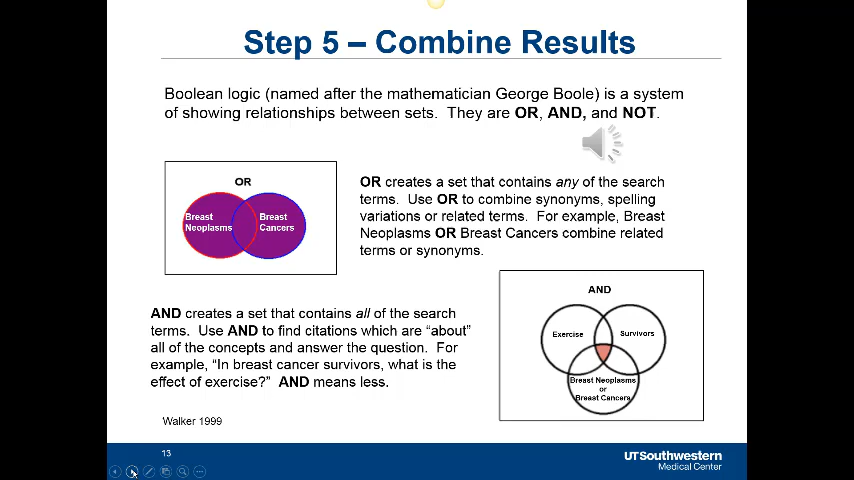 Step 5 – Combine Results
Boolean logic (named after the mathematician George Boole) is a system
of showing relationships between sets.  They are OR, AND, and NOT.
OR
Breast
Neoplasms
Breast
Cancers
OR creates a set that contains any of the search
terms.  Use OR to combine synonyms, spelling
variations or related terms.  For example, Breast
Neoplasms OR Breast Cancers combine related
terms or synonyms.
AND creates a set that contains all of the search
terms.  Use AND to find citations which are “about”
all of the concepts and answer the question.  For
example, “In breast cancer survivors, what is the
effect of exercise?”  AND means less.
AND
Exercise
Survivors
Breast Neoplasms
or
Breast Cancers
Walker 1999
13
UTSouthwestern
Medical Center